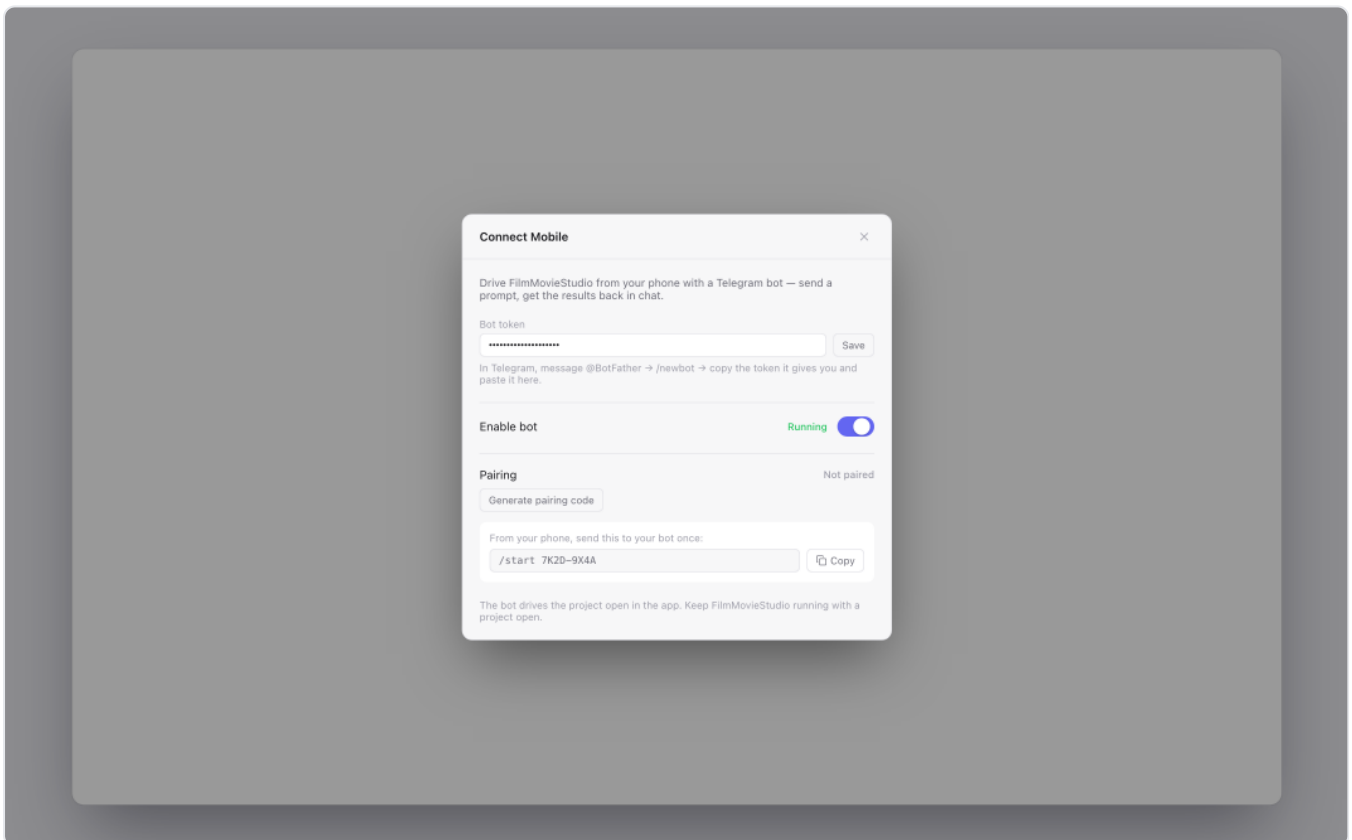 Connect Mobile
Drive FilmMovieStudio from your phone with a Telegram bot — send a
prompt, get the results back in chat.
Bot token
••••••••••••••••••••
Save
In Telegram, message @BotFather → /newbot → copy the token it gives you and
paste it here.
Enable bot
Running
Pairing
Not paired
Generate pairing code
From your phone, send this to your bot once:
/start 7K2D–9X4A
Copy
The bot drives the project open in the app. Keep FilmMovieStudio running with a
project open.